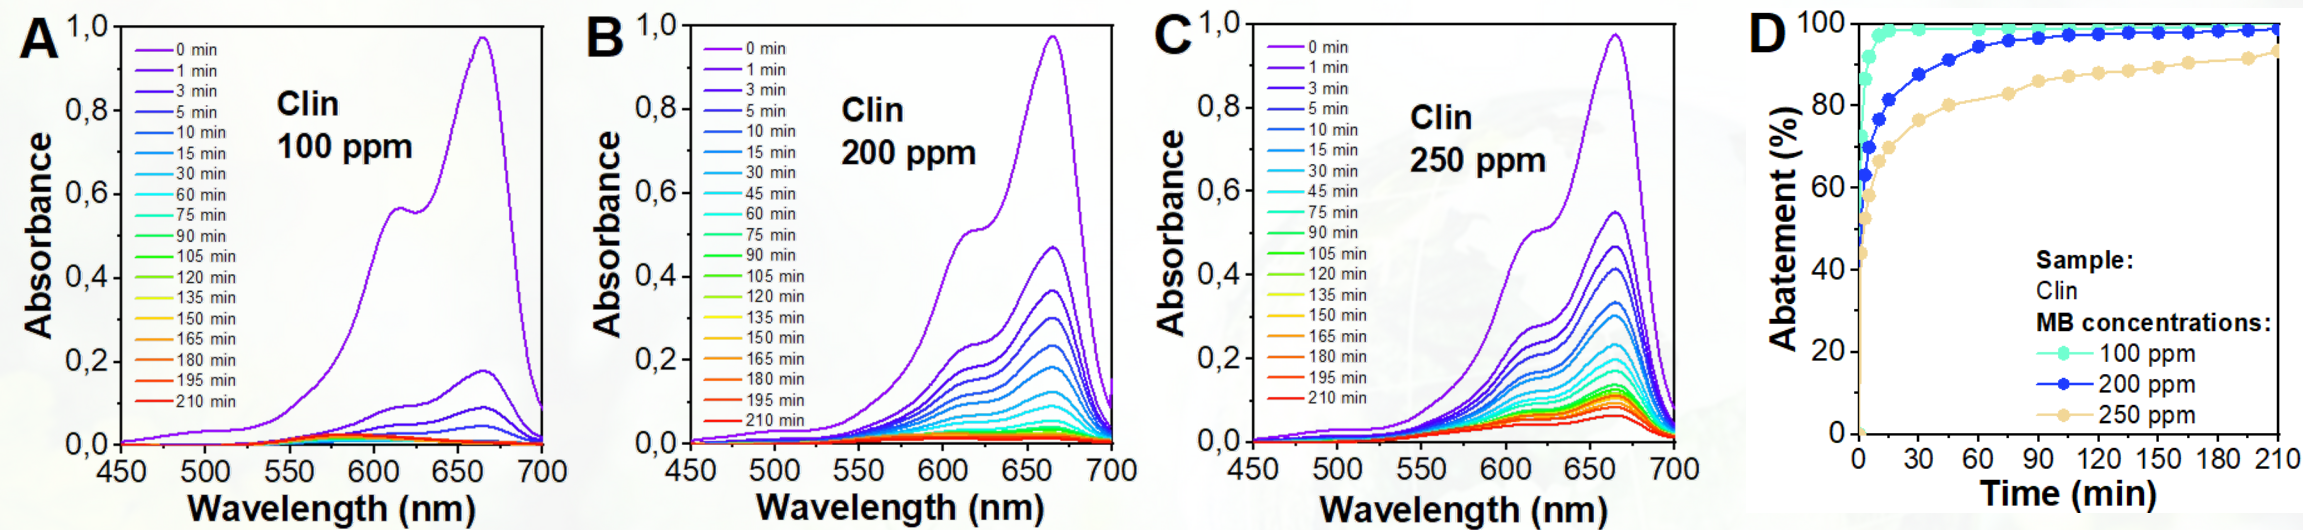 A
1,0
0,8
0,6
0,4
0,2
0,0
Absorbance
0 min
1 min
3 min
5 min
10 min
15 min
30 min
60 min
75 min
90 min
105 min
120 min
135 min
150 min
165 min
180 min
195 min
210 min
Clin
100 ppm
450 500 550 600 650 700
Wavelength (nm)
B
1,0
0,8
0,6
0,4
0,2
0,0
Absorbance
0 min
1 min
3 min
5 min
10 min
15 min
30 min
45 min
60 min
75 min
90 min
105 min
120 min
135 min
150 min
165 min
180 min
195 min
210 min
Clin
200 ppm
450 500 550 600 650 700
Wavelength (nm)
C
1,0
0,8
0,6
0,4
0,2
0,0
Absorbance
0 min
1 min
3 min
5 min
10 min
15 min
30 min
45 min
75 min
90 min
105 min
120 min
135 min
150 min
165 min
180 min
195 min
210 min
Clin
250 ppm
450 500 550 600 650 700
Wavelength (nm)
D
100
80
60
40
20
0
Abatement (%)
Sample:
Clin
MB concentrations:
100 ppm
200 ppm
250 ppm
0 30 60 90 120 150 180 210
Time (min)